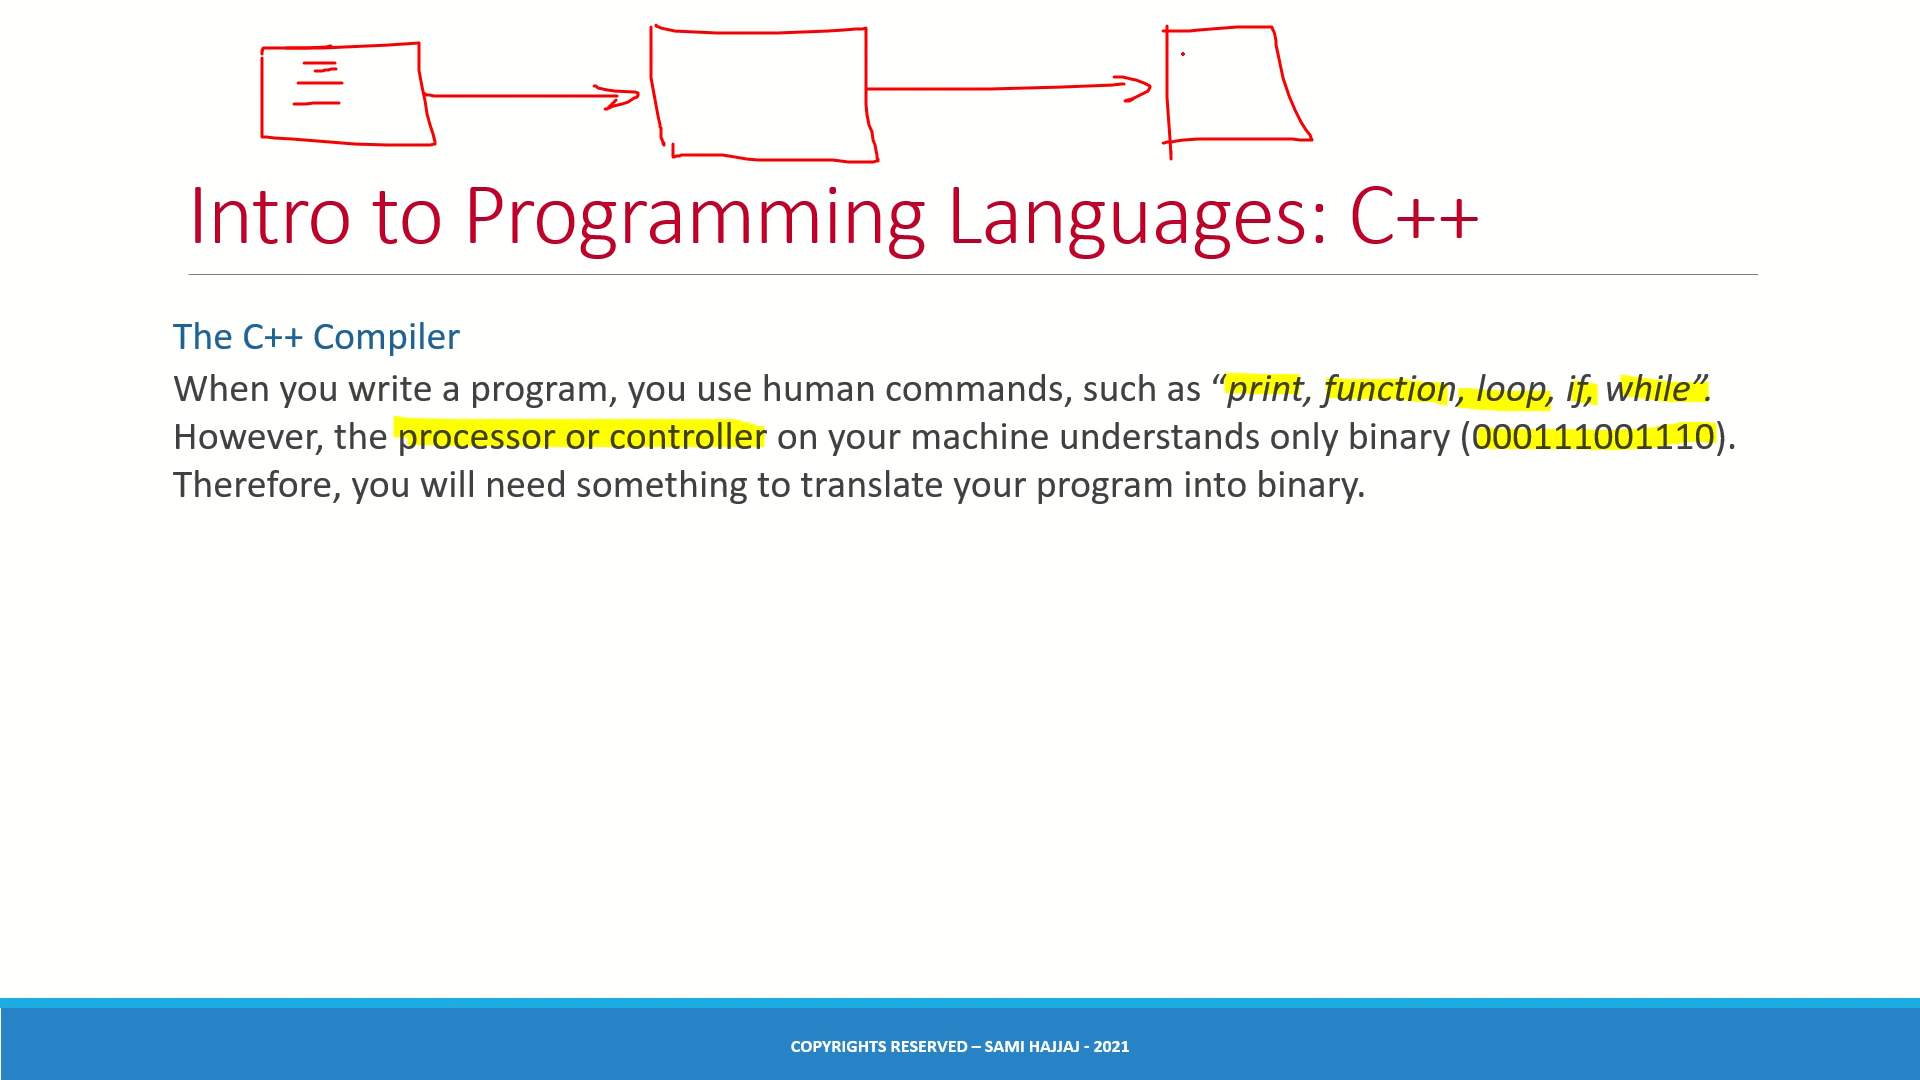 Intro to Programming Languages: C++
The C++ Compiler
When you write a program, you use human commands, such as “print, function, loop, if, while”.
However, the processor or controller on your machine understands only binary (000111001110).
Therefore, you will need something to translate your program into binary.
COPYRIGHTS RESERVED – SAMI HAJJAJ - 2021